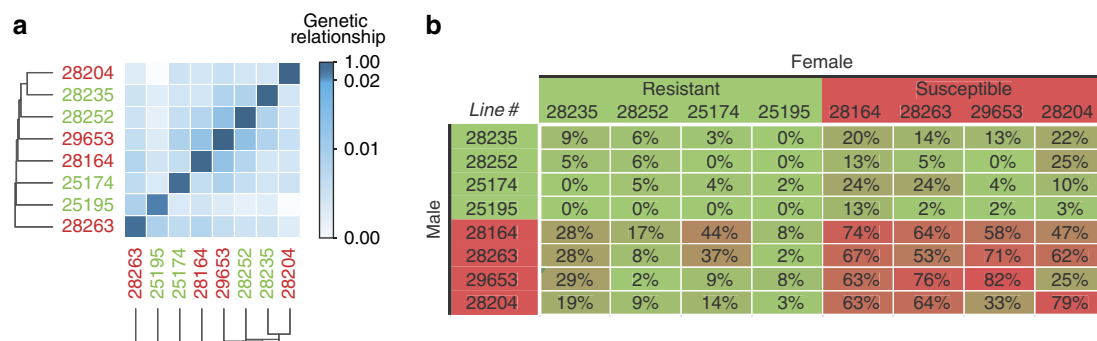 a
Genetic
relationship
28204
28235
28252
29653
28164
25174
25195
28263
1.00
0.02
0.01
0.00
28263
25195
25174
28164
29653
28252
28235
28204
b
Female
Resistant Susceptible
Line # 28235 28252 25174 25195 28164 28263 29653 28204
Male
28235 9% 6% 3% 0% 20% 14% 13% 22%
28252 5% 6% 0% 0% 13% 5% 0% 25%
25174 0% 5% 4% 2% 24% 24% 4% 10%
25195 0% 0% 0% 0% 13% 2% 2% 3%
28164 28% 17% 44% 8% 74% 64% 58% 47%
28263 28% 8% 37% 2% 67% 53% 71% 62%
29653 29% 2% 9% 8% 63% 76% 82% 25%
28204 19% 9% 14% 3% 63% 64% 33% 79%